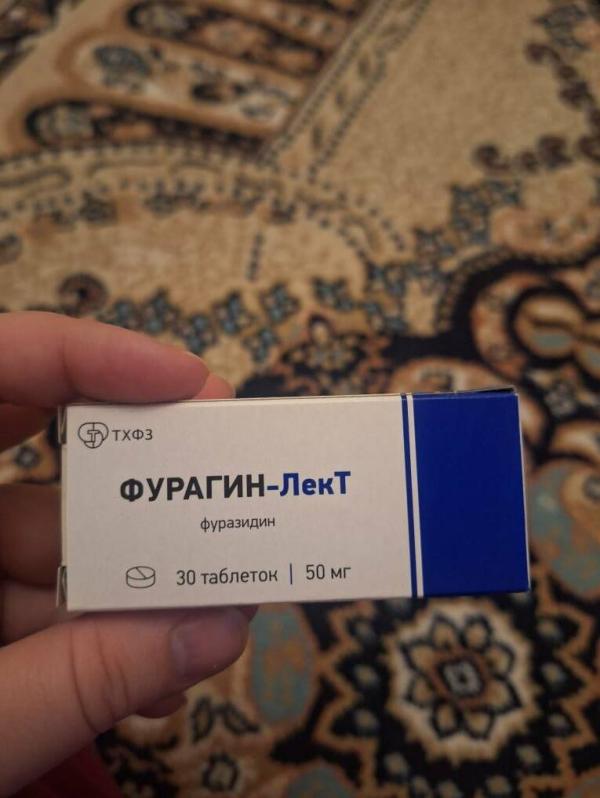 ТХФЗ
ФУРАГИН-ЛекТ
фуразидин
30 таблеток | 50 мг